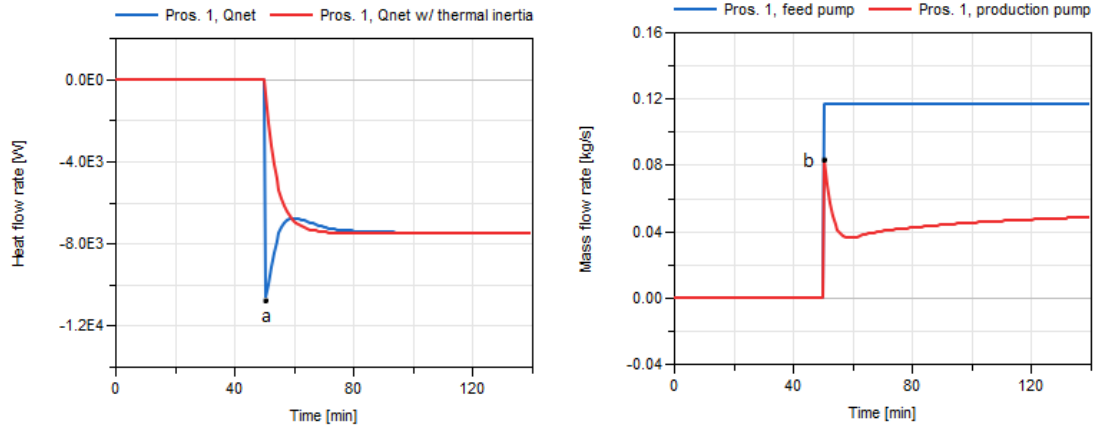 Pros. 1, Qnet Pros. 1, Qnet w/ thermal inertia
0.0E0
-4.0E3
-8.0E3
-1.2E4
Heat flow rate [W]
a
0 40 80 120
Time [min]
Pros. 1, feed pump Pros. 1, production pump
0.16
0.12
0.08
0.04
0.00
-0.04
Mass flow rate [kg/s]
b
0 40 80 120
Time [min]